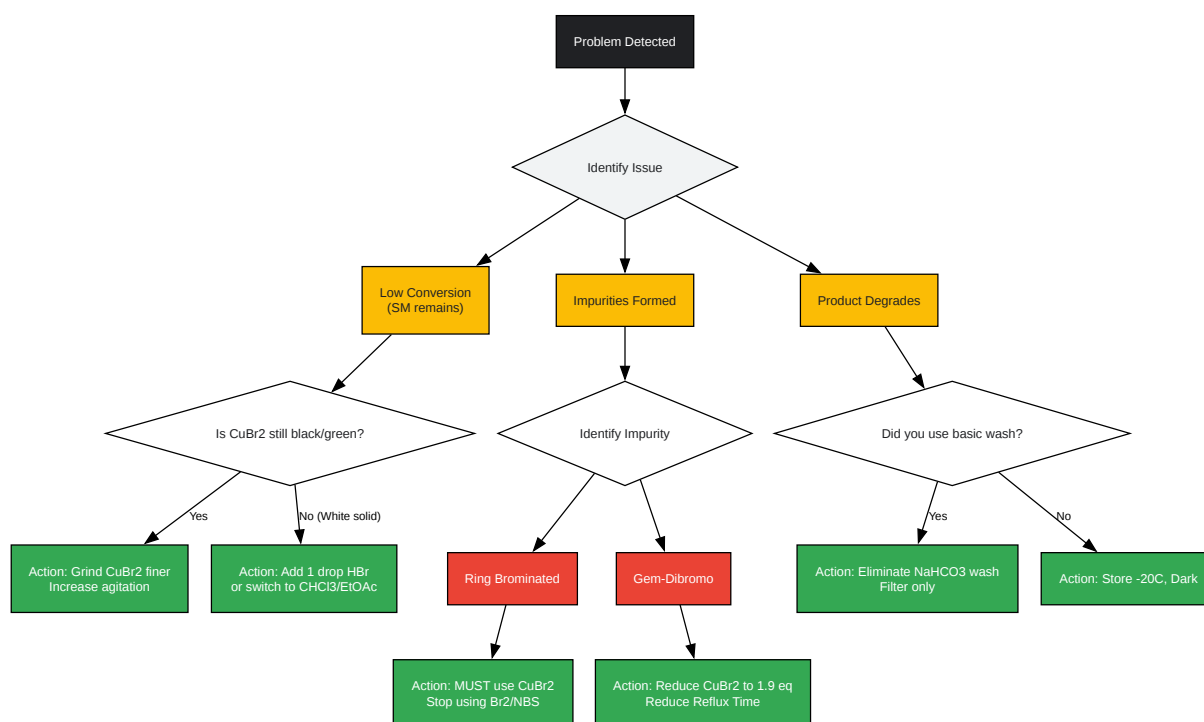 Problem Detected
Identify Issue
Low Conversion
(SM remains)
Impurities Formed
Product Degrades
Is CuBr2 still black/green?
Identify Impurity
Did you use basic wash?
Yes
No (White solid)
Yes
No
Action: Grind CuBr2 finer
Increase agitation
Action: Add 1 drop HBr
or switch to CHCl3/EtOAc
Ring Brominated
Gem-Dibromo
Action: Eliminate NaHCO3 wash
Filter only
Action: Store -20C, Dark
Action: MUST use CuBr2
Stop using Br2/NBS
Action: Reduce CuBr2 to 1.9 eq
Reduce Reflux Time